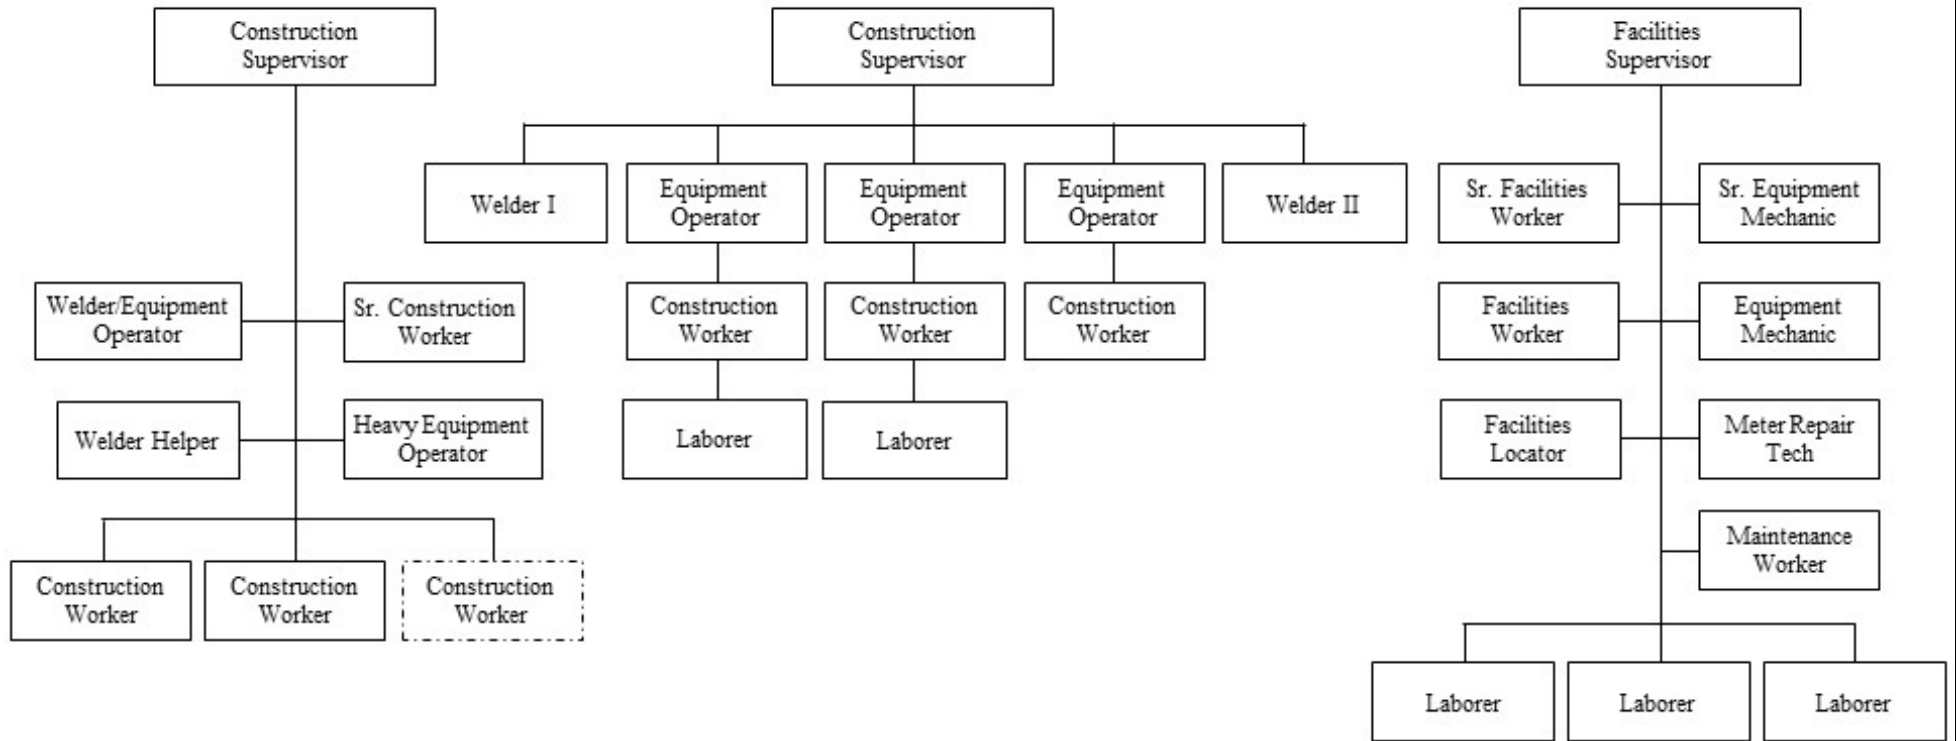 Construction
Supervisor
Construction
Supervisor
Facilities
Supervisor
Welder I
Equipment
Operator
Equipment
Operator
Equipment
Operator
Welder II
Sr. Facilities
Worker
Sr. Equipment
Mechanic
Welder/Equipment
Operator
Sr. Construction
Worker
Construction
Worker
Construction
Worker
Construction
Worker
Facilities
Worker
Equipment
Mechanic
Welder Helper
Heavy Equipment
Operator
Laborer
Laborer
Facilities
Locator
Meter Repair
Tech
Maintenance
Worker
Construction
Worker
Construction
Worker
Construction
Worker
Laborer
Laborer
Laborer